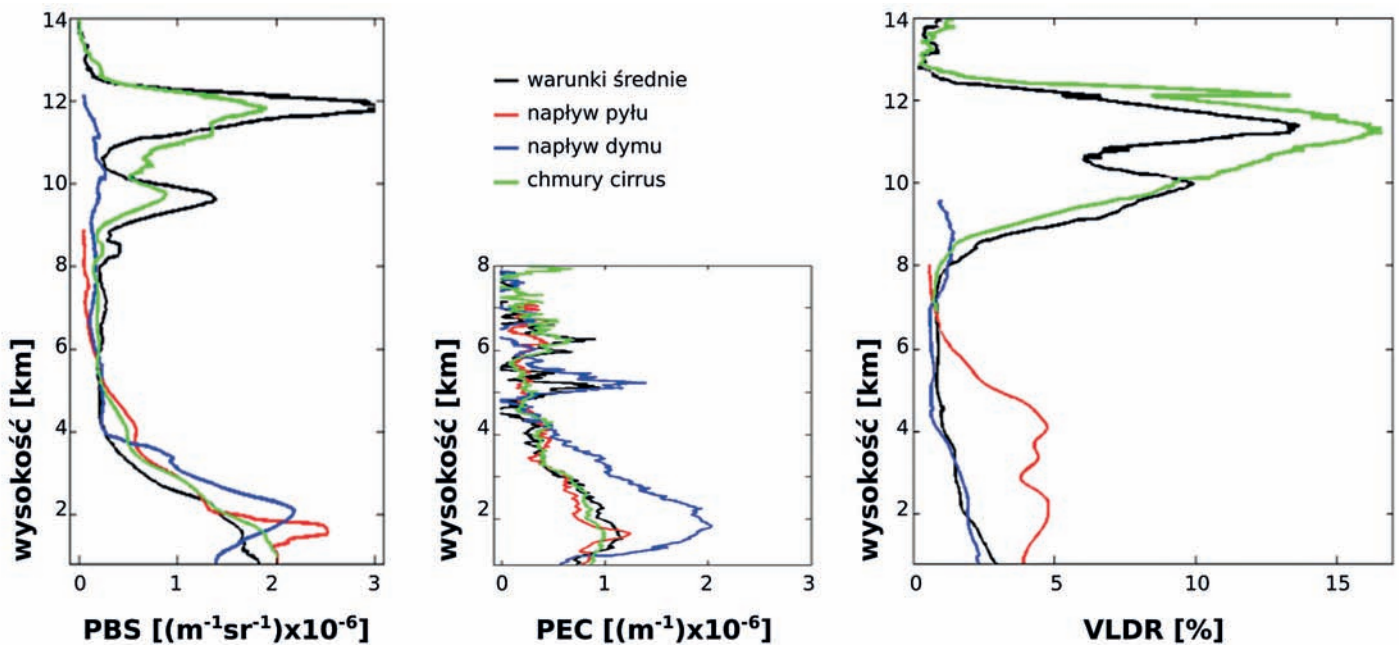 14
12
10
8
6
4
2
wysokość [km]
0 1 2 3
PBS [(m⁻¹sr⁻¹)x10⁻⁶]
warunki średnie
napływ pyłu
napływ dymu
chmury cirrus
8
6
4
2
wysokość [km]
0 1 2 3
PEC [(m⁻¹)x10⁻⁶]
14
12
10
8
6
4
2
wysokość [km]
0 5 10 15
VLDR [%]